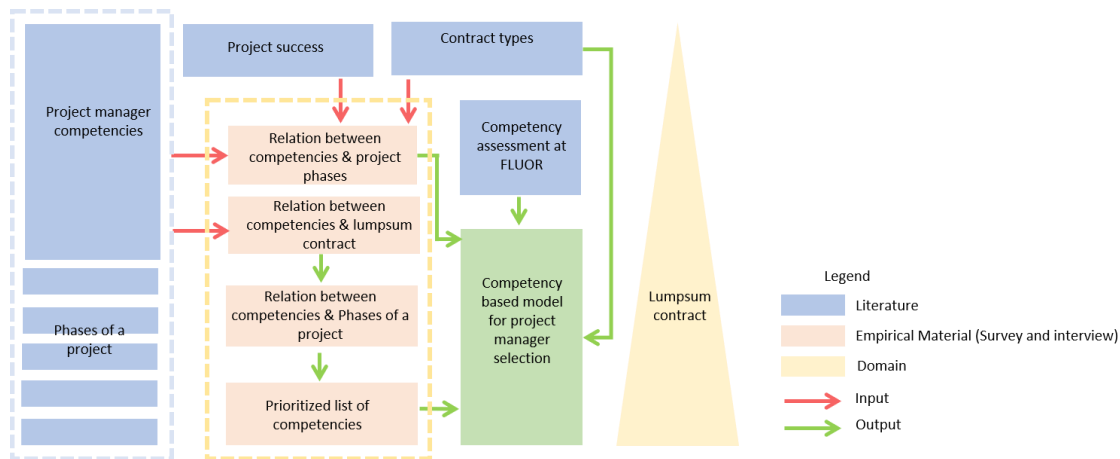 Project manager
competencies
Phases of a
project
Project success
Contract types
Relation between
competencies & project
phases
Relation between
competencies & lumpsum
contract
Relation between
competencies & Phases of a
project
Prioritized list of
competencies
Competency
assessment at
FLUOR
Competency
based model
for project
manager
selection
Lumpsum
contract
Legend
Literature
Empirical Material (Survey and interview)
Domain
Input
Output